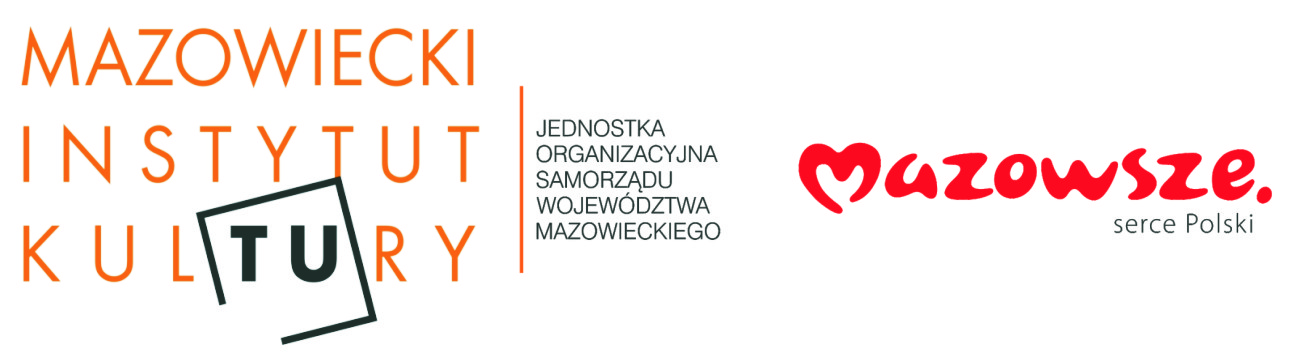 MAZOWIECKI
INSTYTUT
KULTURY
JEDNOSTKA
ORGANIZACYJNA
SAMORZĄDU
WOJEWÓDZTWA
MAZOWIECKIEGO
mazowsze.
serce Polski